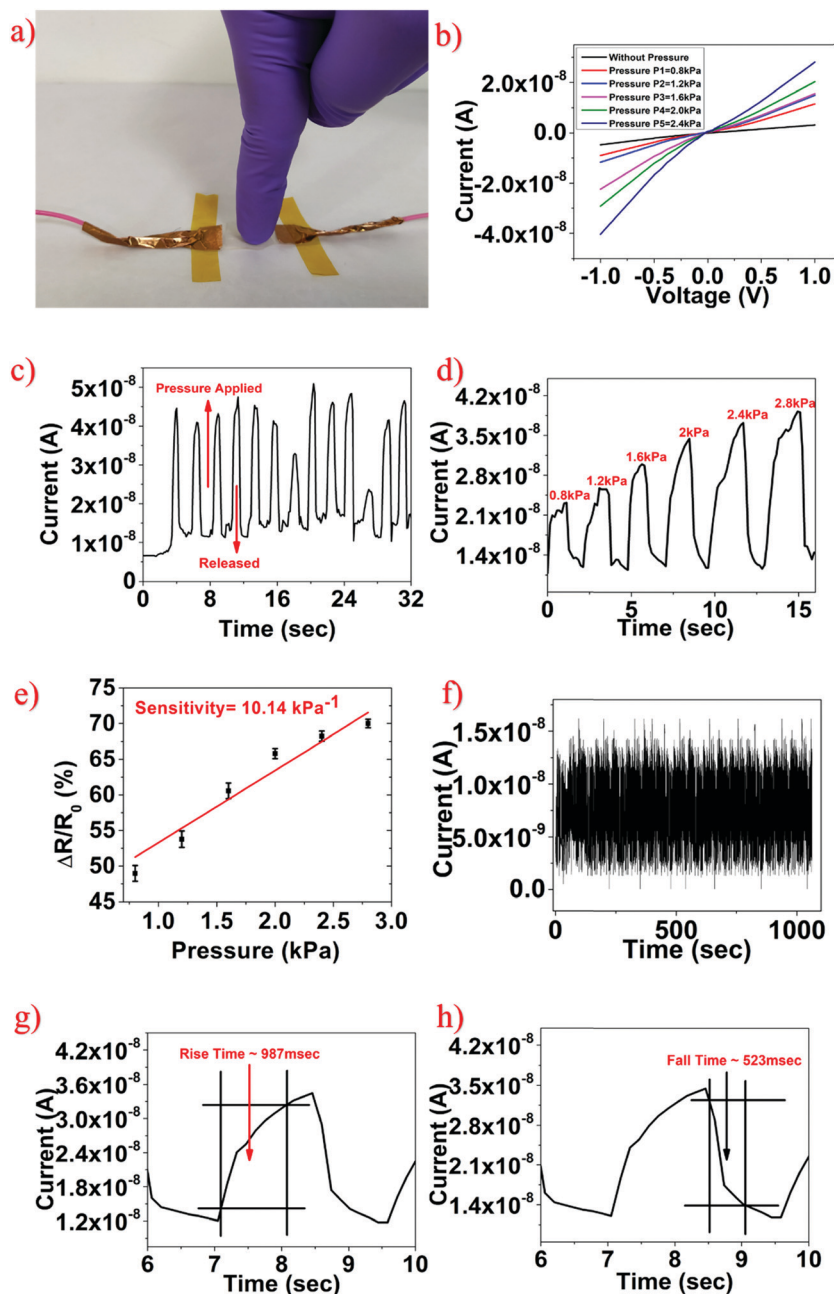 a)
b)
Without Pressure
Pressure P1=0.8kPa
Pressure P2=1.2kPa
Pressure P3=1.6kPa
Pressure P4=2.0kPa
Pressure P5=2.4kPa
Current (A)
2.0x10⁻⁸
0.0
-2.0x10⁻⁸
-4.0x10⁻⁸
-1.0 -0.5 0.0 0.5 1.0
Voltage (V)
c)
Current (A)
5x10⁻⁸
4x10⁻⁸
3x10⁻⁸
2x10⁻⁸
1x10⁻⁸
0
Pressure Applied
Released
0 8 16 24 32
Time (sec)
d)
Current (A)
4.2x10⁻⁸
3.5x10⁻⁸
2.8x10⁻⁸
2.1x10⁻⁸
1.4x10⁻⁸
0.8kPa
1.2kPa
1.6kPa
2kPa
2.4kPa
2.8kPa
0 5 10 15
Time (sec)
e)
ΔR/R₀ (%)
75
70
65
60
55
50
45
Sensitivity= 10.14 kPa⁻¹
1.0 1.5 2.0 2.5 3.0
Pressure (kPa)
f)
Current (A)
1.5x10⁻⁸
1.0x10⁻⁸
5.0x10⁻⁹
0.0
0 500 1000
Time (sec)
g)
Current (A)
4.2x10⁻⁸
3.6x10⁻⁸
3.0x10⁻⁸
2.4x10⁻⁸
1.8x10⁻⁸
1.2x10⁻⁸
Rise Time ~ 987msec
6 7 8 9 10
Time (sec)
h)
Current (A)
4.2x10⁻⁸
3.5x10⁻⁸
2.8x10⁻⁸
2.1x10⁻⁸
1.4x10⁻⁸
Fall Time ~ 523msec
6 7 8 9 10
Time (sec)